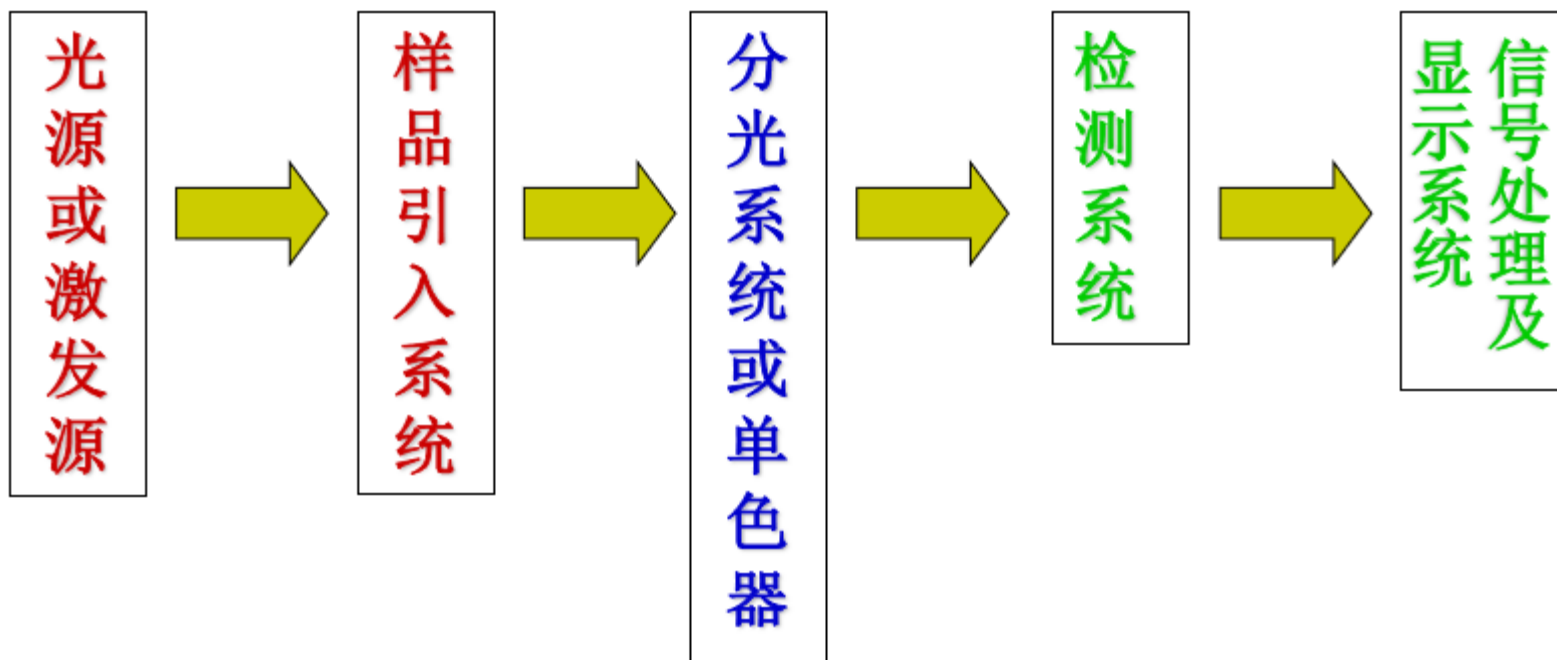 光源或激发源
样品引入系统
分光系统或单色器
检测系统
信号处理及
显示系统